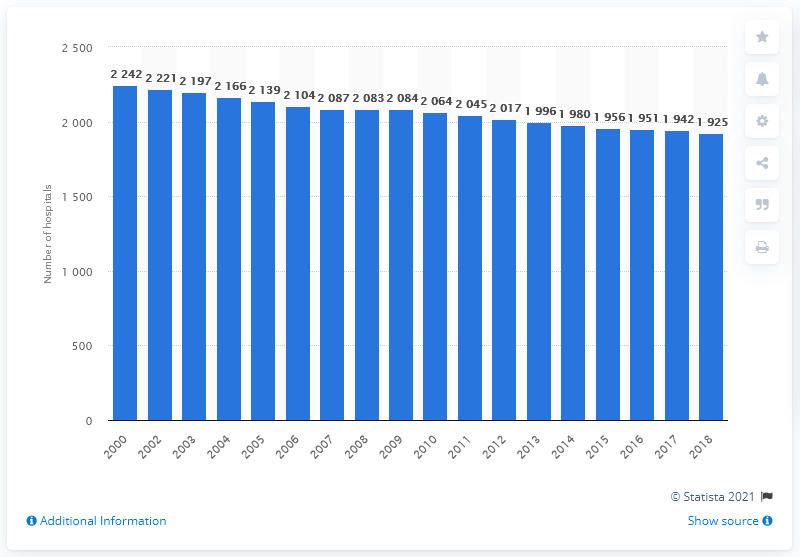 2 500
2 000
1 500
1 000
500
0
Number of hospitals
2 242 2 221 2 197 2 166 2 139 2 104 2 087 2 083 2 084 2 064 2 045 2 017 1 996 1 980 1 956 1 951 1 942 1 925
2000 2002 2003 2004 2005 2006 2007 2008 2009 2010 2011 2012 2013 2014 2015 2016 2017 2018
© Statista 2021
Additional Information
Show source